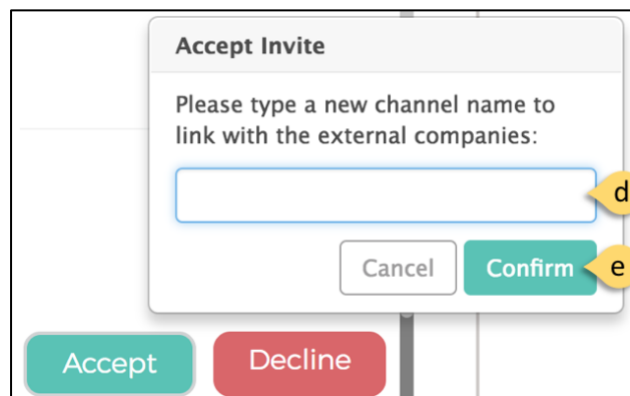 Accept Invite
Please type a new channel name to
link with the external companies:
d
Cancel
Confirm
e
Accept
Decline